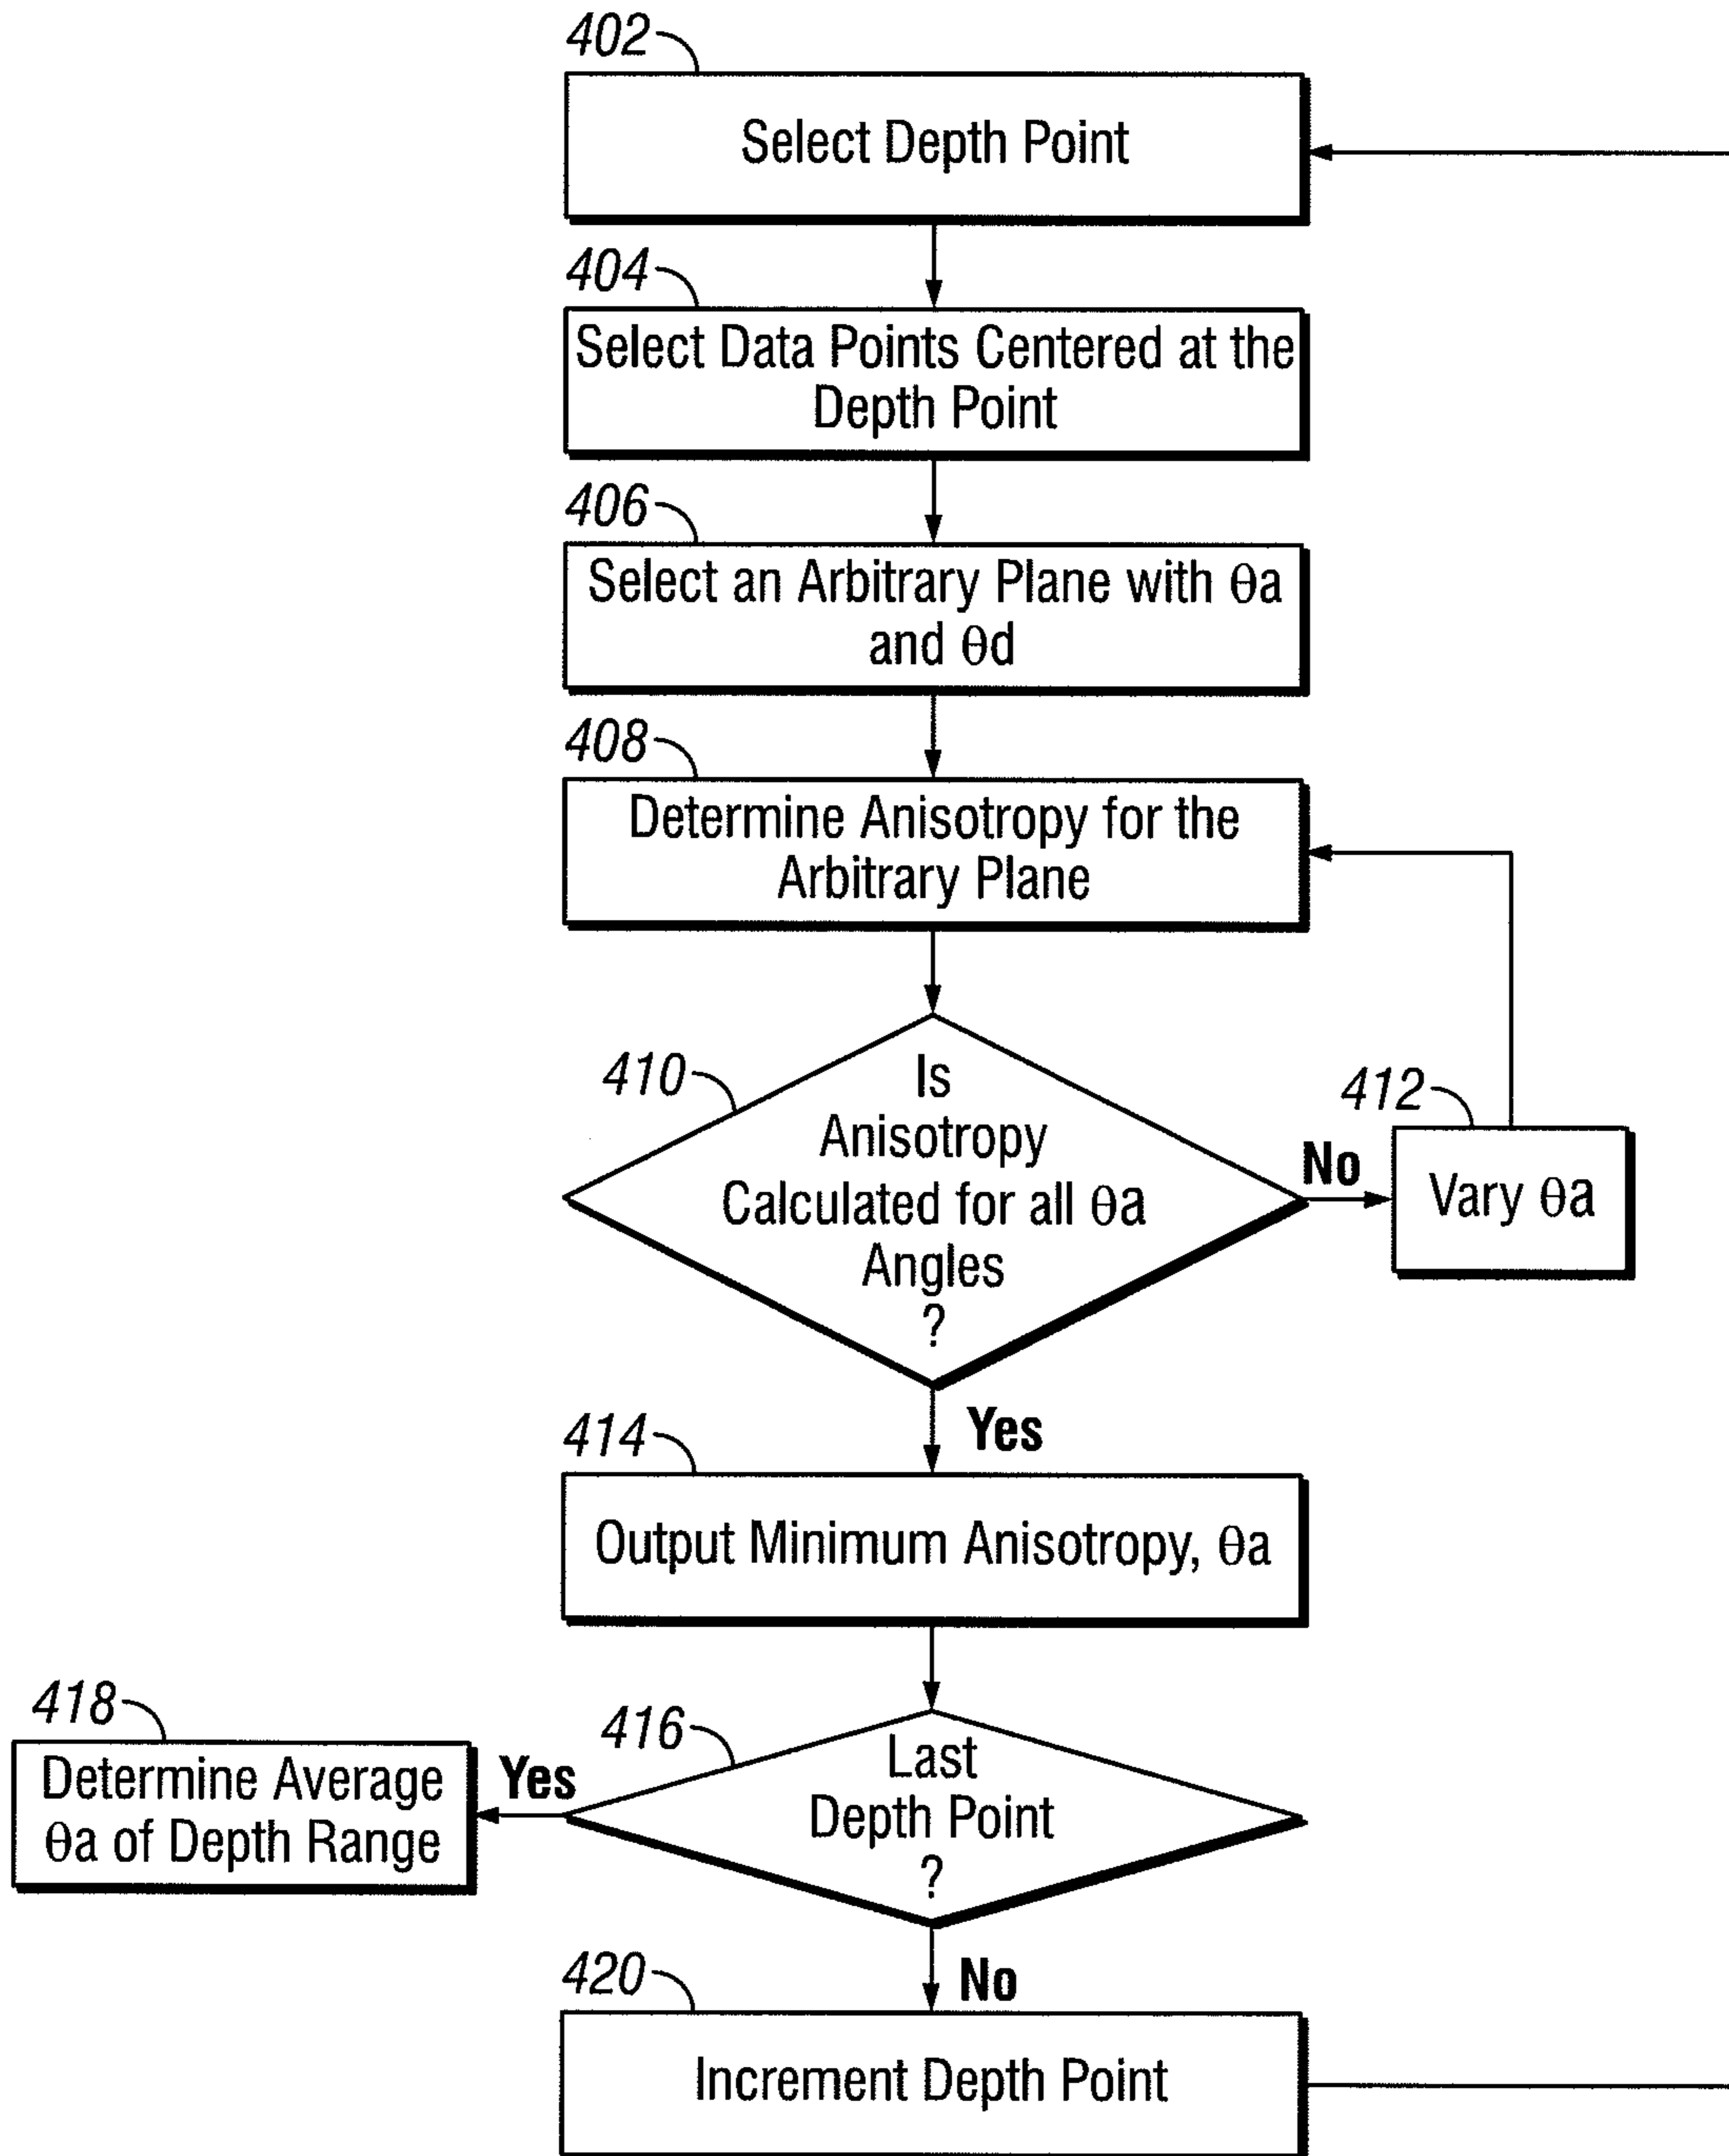 402
Select Depth Point
404
Select Data Points Centered at the
Depth Point
406
Select an Arbitrary Plane with θa
and θd
408
Determine Anisotropy for the
Arbitrary Plane
410
Is
Anisotropy
Calculated for all θa
Angles
?
No
412
Vary θa
Yes
414
Output Minimum Anisotropy, θa
416
Last
Depth Point
?
Yes
418
Determine Average
θa of Depth Range
No
420
Increment Depth Point